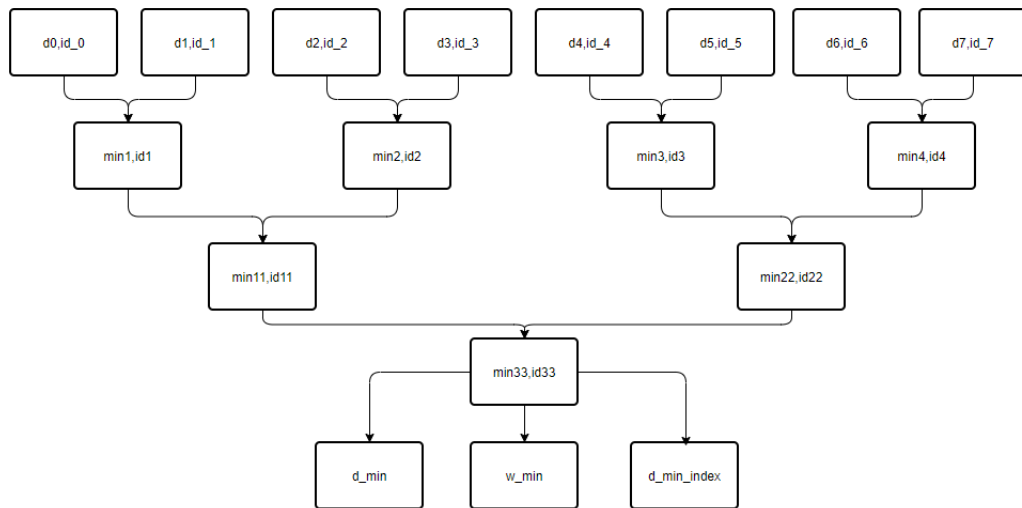 d0,id_0
d1,id_1
d2,id_2
d3,id_3
d4,id_4
d5,id_5
d6,id_6
d7,id_7
min1,id1
min2,id2
min3,id3
min4,id4
min11,id11
min22,id22
min33,id33
d_min
w_min
d_min_index